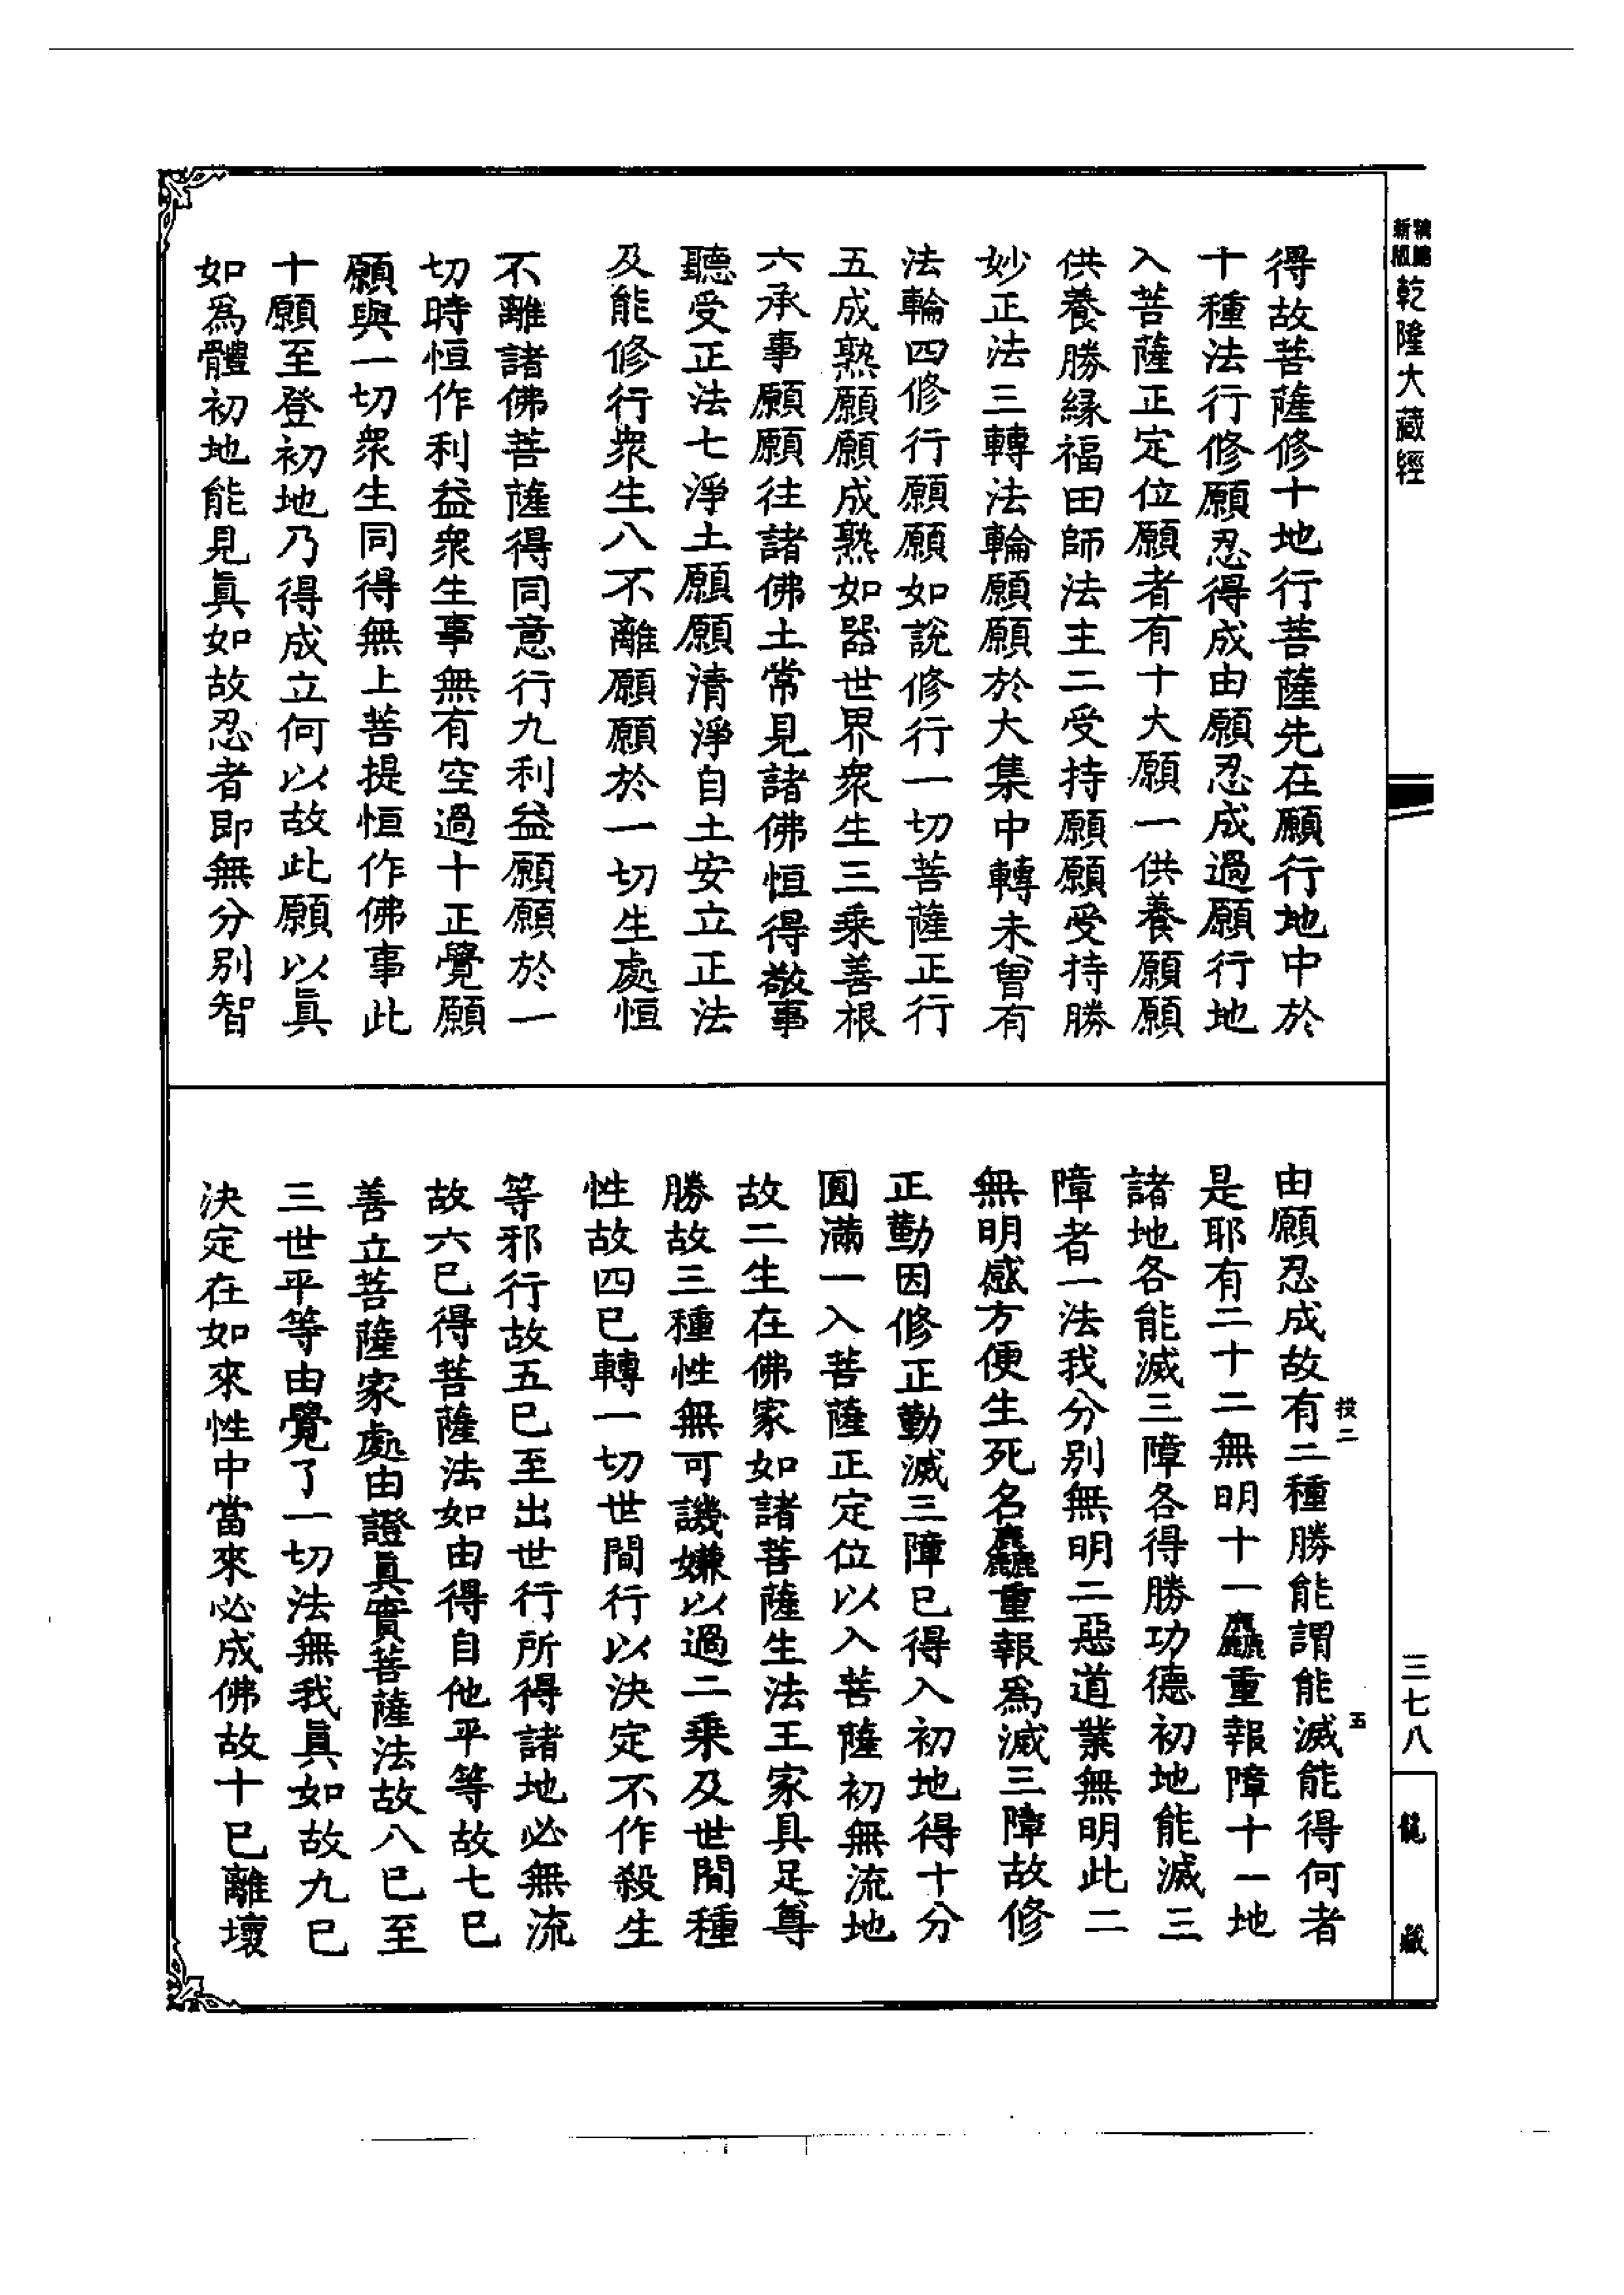 新版精編乾隆大藏經
得故菩薩修十地行菩薩先在願行地中於
十種法行修願忍得成由願忍成過願行地
入菩薩正定位願者有十大願一供養願願
供養勝緣福田師法主二受持願願受持勝
妙正法三轉法輪願願於大集中轉未曾有
法輪四修行願願如說修行一切菩薩正行
五成熟願願成熟如器世界衆生三乘善根
六承事願願往諸佛土常見諸佛恒得敬事
聽受正法七淨土願願清淨自土安立正法
及能修行衆生八不離願願於一切生處恒
不離諸佛菩薩得同意行九利益願願於一
切時恒作利益衆生事無有空過十正覺願
願與一切衆生同得無上菩提恒作佛事此
十願至登初地乃得成立何以故此願以眞
如爲體初地能見眞如故忍者即無分別智
由願忍成故有二種勝能謂能滅能得何者
是耶有二十二無明十一麤重報障十一地
諸地各能滅三障各得勝功德初地能滅三
障者一法我分別無明二惡道業無明此二
無明感方便生死名麤重報爲滅三障故修
正勤因修正勤滅三障已得入初地得十分
圓滿一入菩薩正定位以入菩薩初無流地
故二生在佛家如諸菩薩生法王家具足尊
勝故三種性無可譏嫌以過二乘及世間種
性故四已轉一切世間行以決定不作殺生
等邪行故五已至出世行所得諸地必無流
故六已得菩薩法如由得自他平等故七已
善立菩薩家處由證眞實菩薩法故八已至
三世平等由覺了一切法無我眞如故九已
決定在如來性中當來必成佛故十已離壞
投二
五
三七八
龍藏